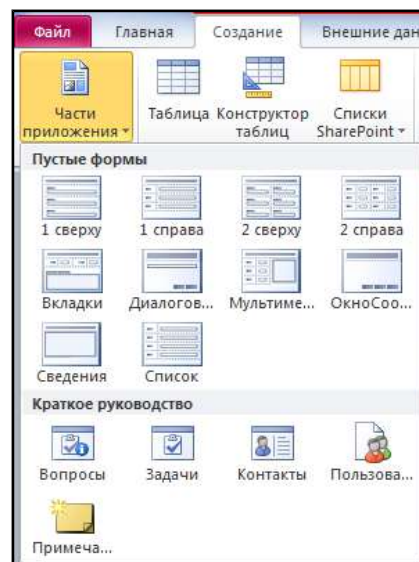 Файл Главная Создание Внешние дан
Части приложения Таблица Конструктор таблиц Списки SharePoint
Пустые формы
1 сверху 1 справа 2 сверху 2 справа
Вкладки Диалогов... Мультиме... ОкноСоо...
Сведения Список
Краткое руководство
Вопросы Задачи Контакты Пользова...
Примеча...